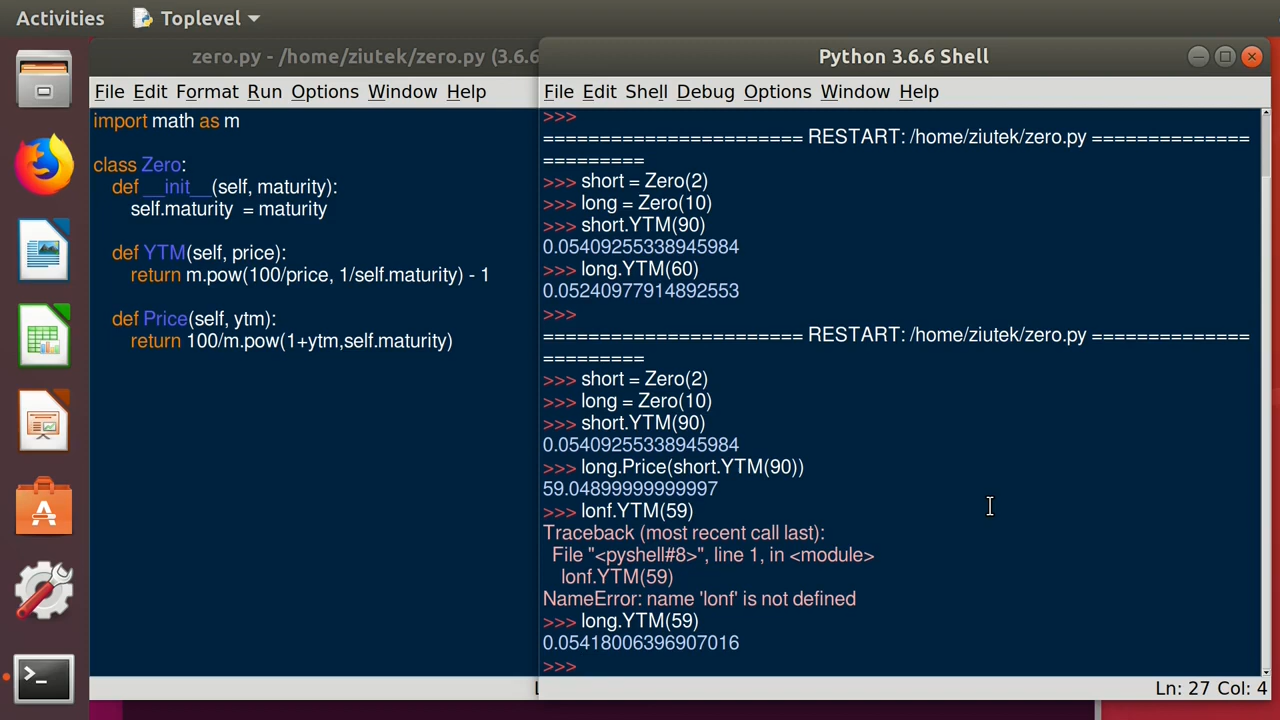 Activities Toplevel
zero.py - /home/ziutek/zero.py (3.6.6
File Edit Format Run Options Window Help
import math as m
class Zero:
def __init__(self, maturity):
self.maturity  = maturity
def YTM(self, price):
return m.pow(100/price, 1/self.maturity) - 1
def Price(self, ytm):
return 100/m.pow(1+ytm,self.maturity)
Python 3.6.6 Shell
File Edit Shell Debug Options Window Help
>>>
====================== RESTART: /home/ziutek/zero.py =============
=========
>>> short = Zero(2)
>>> long = Zero(10)
>>> short.YTM(90)
0.05409255338945984
>>> long.YTM(60)
0.05240977914892553
>>>
====================== RESTART: /home/ziutek/zero.py =============
=========
>>> short = Zero(2)
>>> long = Zero(10)
>>> short.YTM(90)
0.05409255338945984
>>> long.Price(short.YTM(90))
59.04899999999997
>>> lonf.YTM(59)
Traceback (most recent call last):
File "<pyshell#8>", line 1, in <module>
lonf.YTM(59)
NameError: name 'lonf' is not defined
>>> long.YTM(59)
0.05418006396907016
>>>
Ln: 27 Col: 4